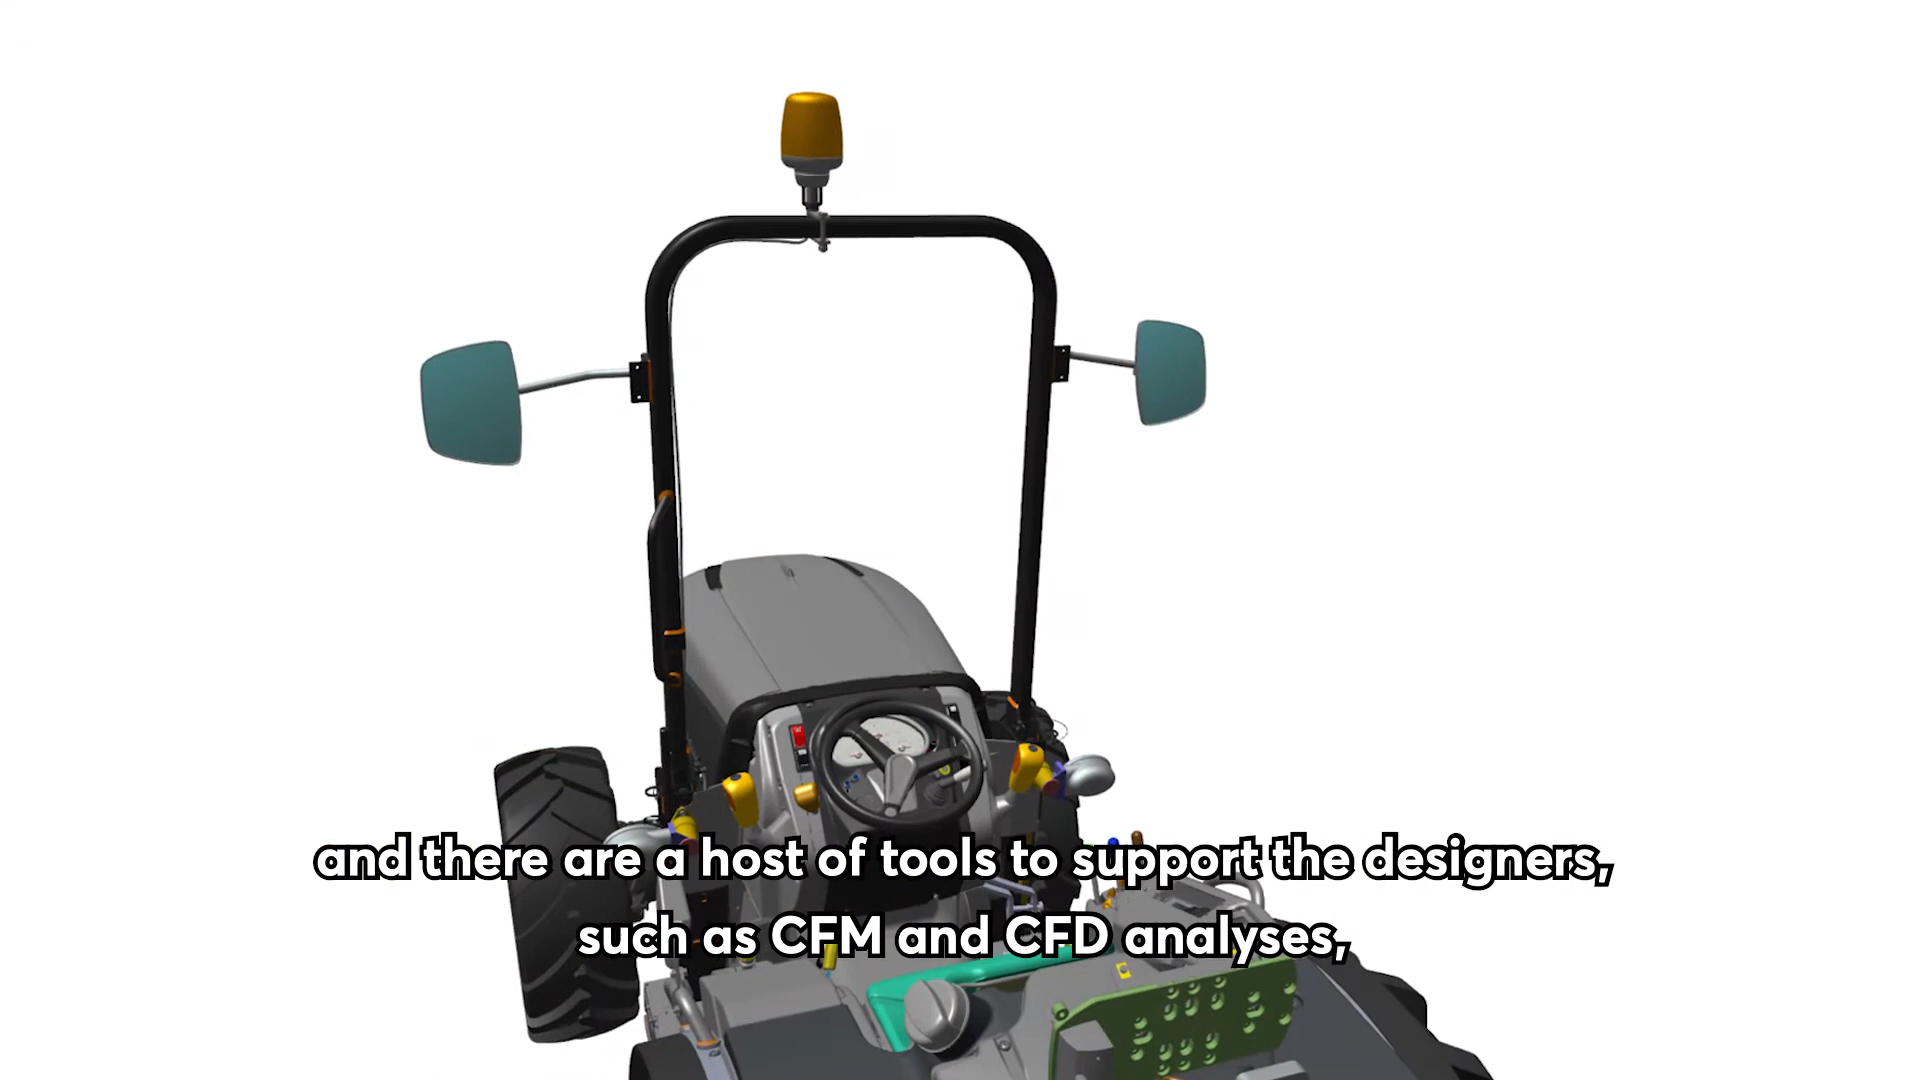 and there are a host of tools to support the designers,
such as CFM and CFD analyses,